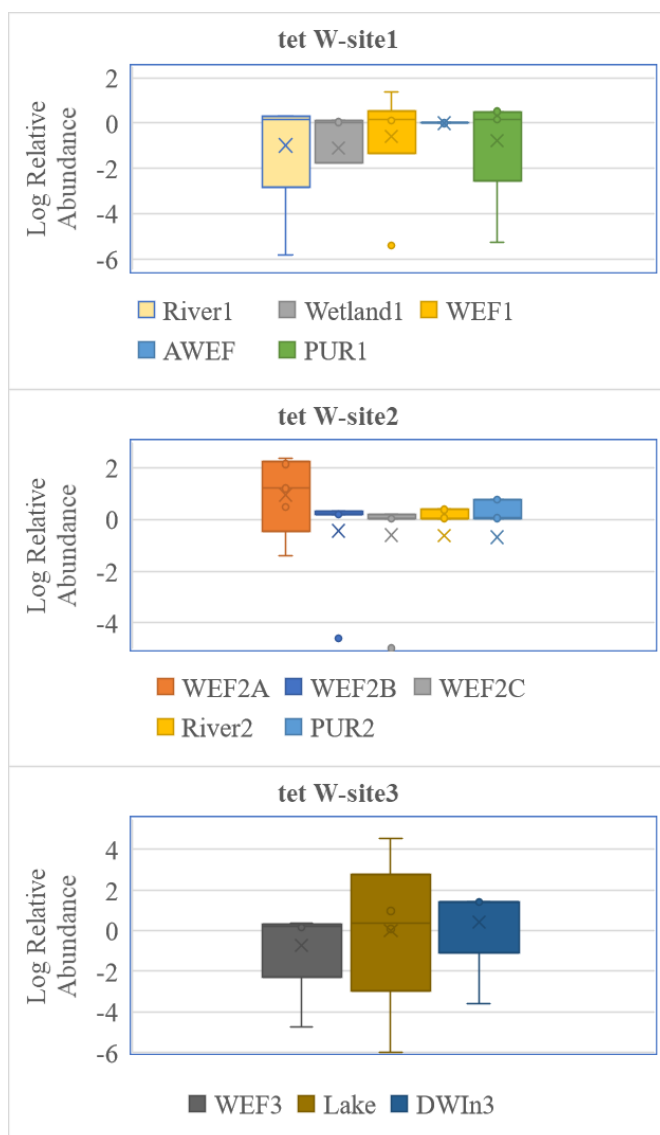 tet W-site1
Log Relative
Abundance
2
0
-2
-4
-6
River1 Wetland1 WEF1
AWEF PUR1
tet W-site2
Log Relative
Abundance
2
0
-2
-4
WEF2A WEF2B WEF2C
River2 PUR2
tet W-site3
Log Relative
Abundance
4
2
0
-2
-4
-6
WEF3 Lake DWIn3